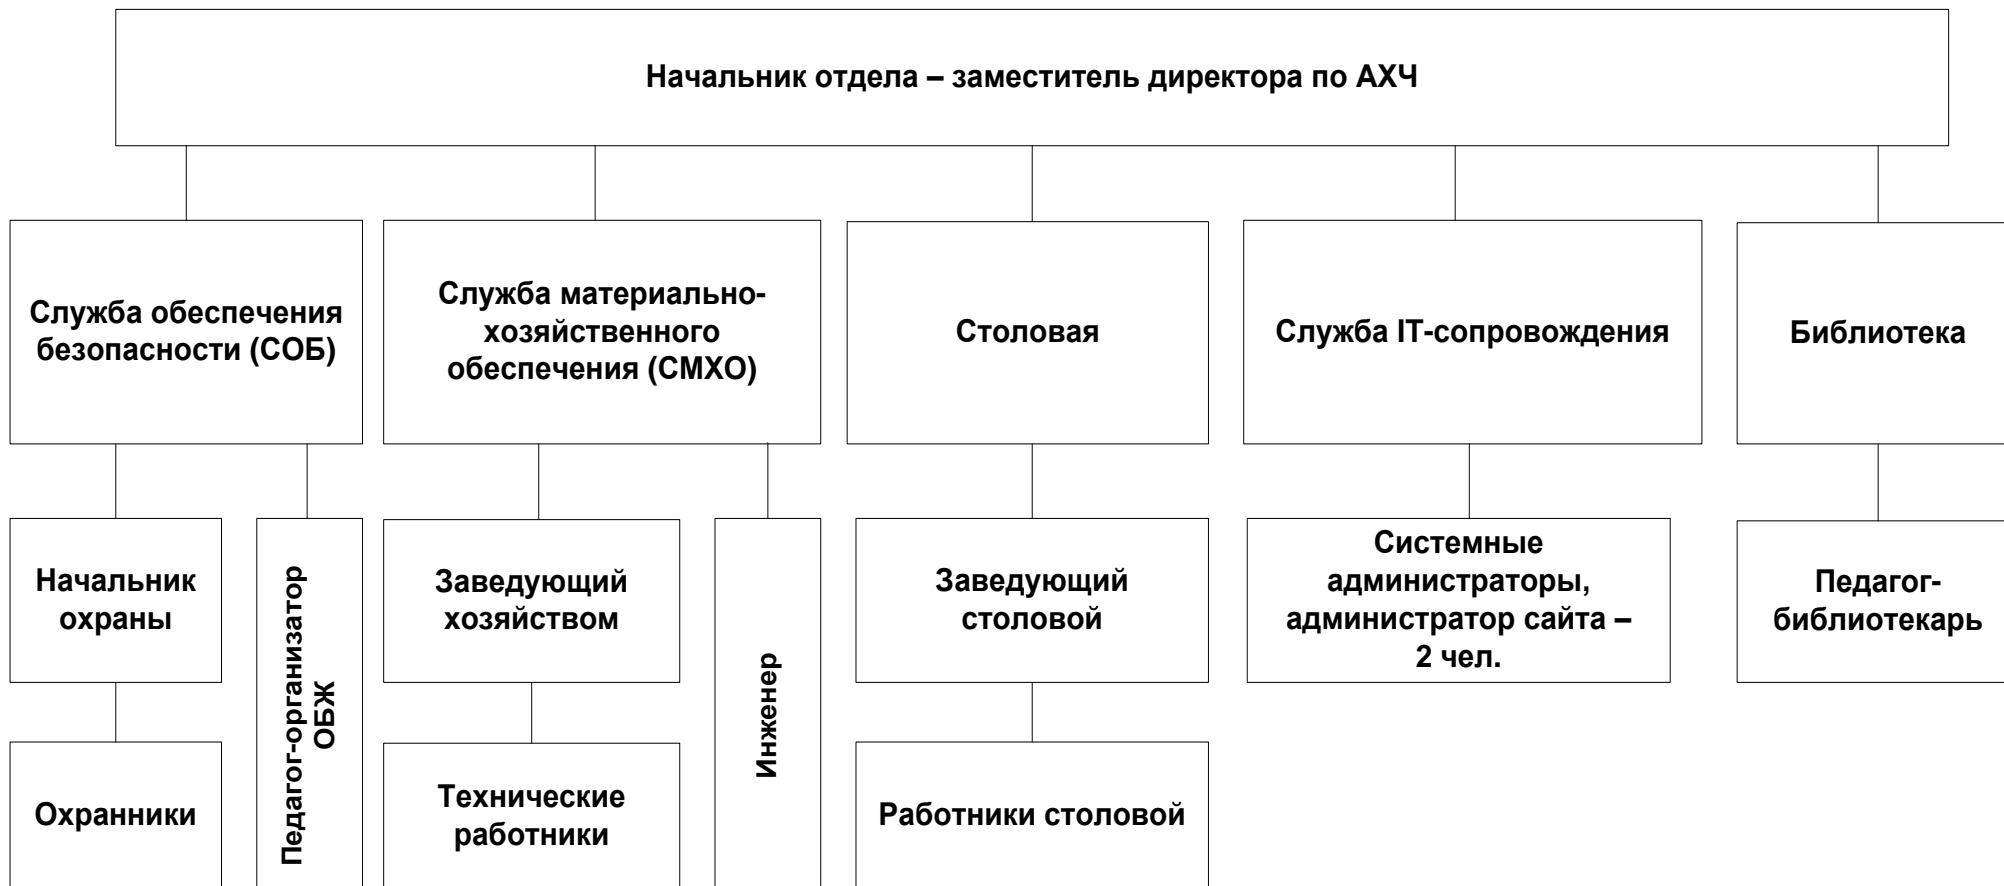 Начальник отдела – заместитель директора по АХЧ
Служба обеспечения
безопасности (СОБ)
Служба материально-
хозяйственного
обеспечения (СМХО)
Столовая
Служба IT-сопровождения
Библиотека
Начальник
охраны
Педагог-организатор
ОБЖ
Заведующий
хозяйством
Инженер
Заведующий
столовой
Системные
администраторы,
администратор сайта –
2 чел.
Педагог-
библиотекарь
Охранники
Технические
работники
Работники столовой